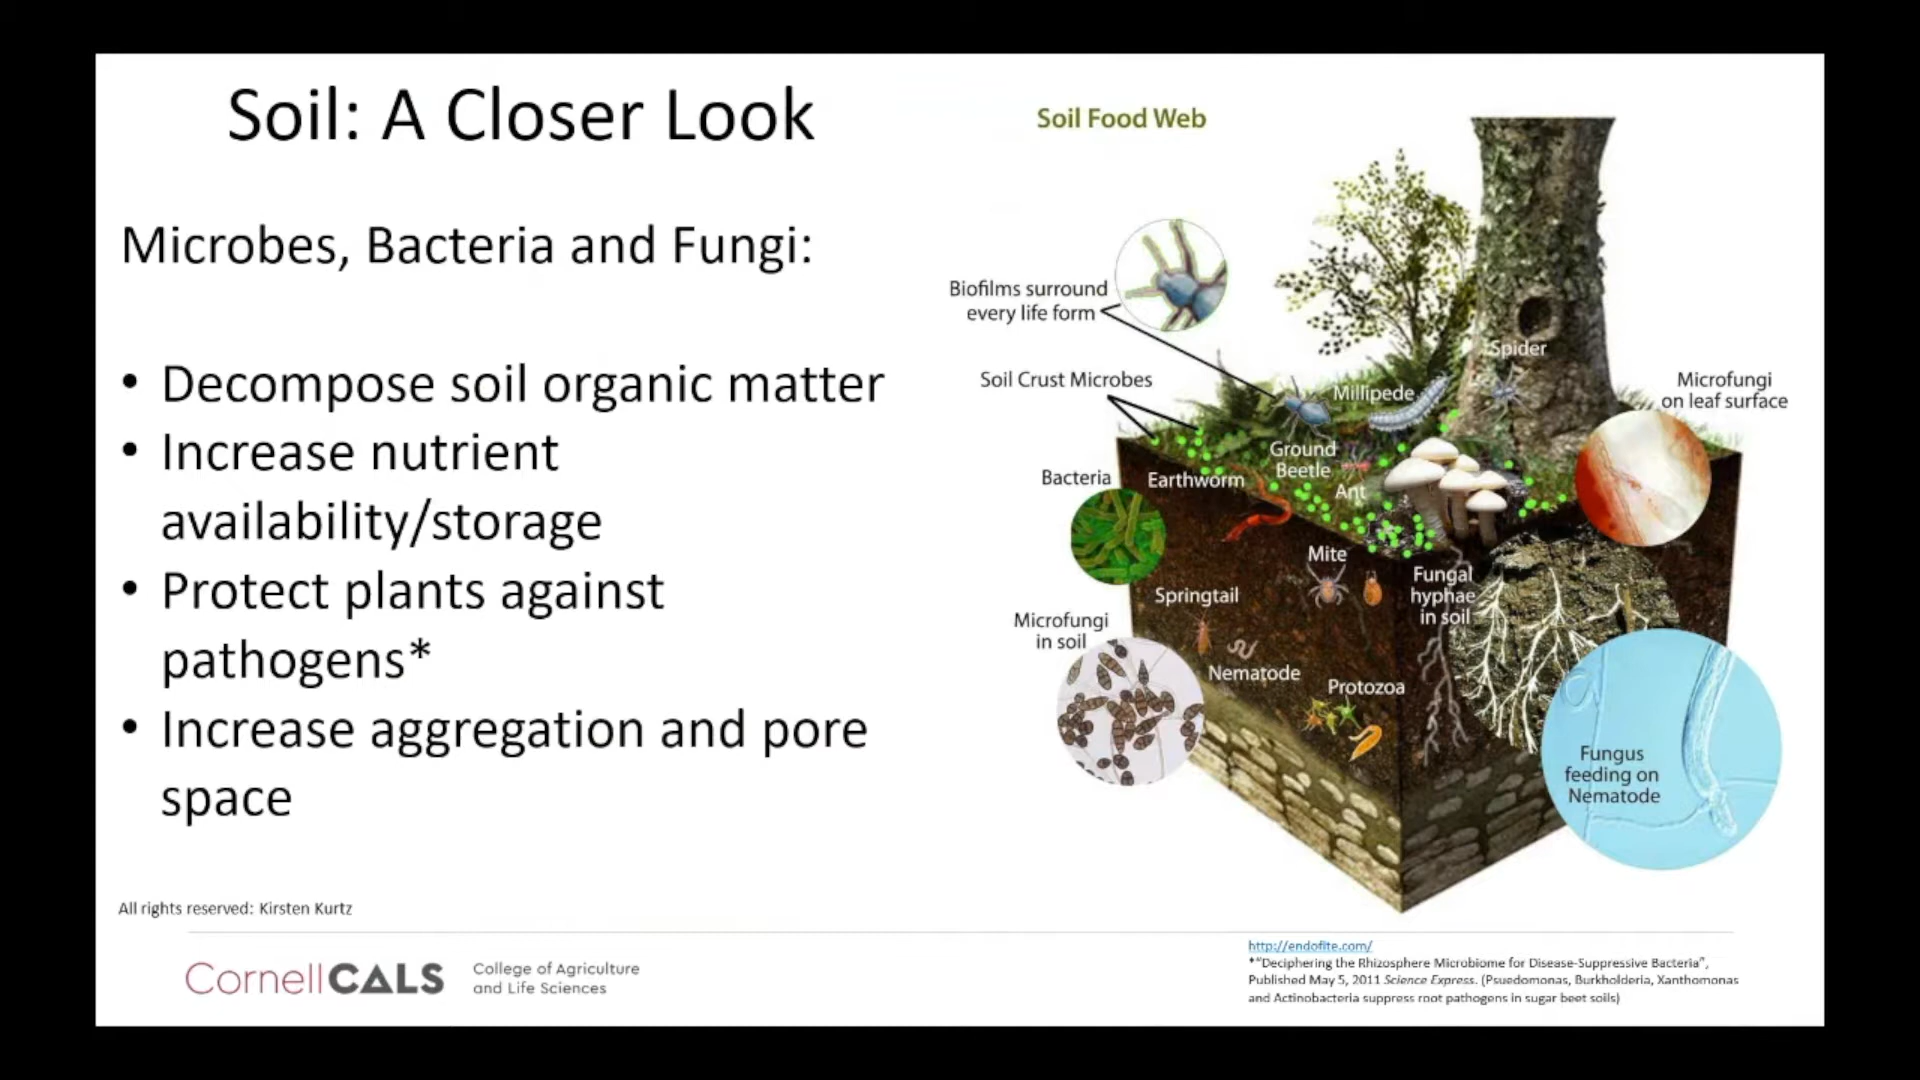 Soil: A Closer Look
Microbes, Bacteria and Fungi:
• Decompose soil organic matter
• Increase nutrient
availability/storage
• Protect plants against
pathogens*
• Increase aggregation and pore
space
All rights reserved: Kirsten Kurtz
CornellCALS
College of Agriculture
and Life Sciences
Soil Food Web
Biofilms surround
every life form
Soil Crust Microbes
Bacteria
Microfungi
in soil
Spider
Millipede
Ground
Beetle
Earthworm
Ant
Mite
Springtail
Fungal
hyphae
in soil
Nematode
Protozoa
Microfungi
on leaf surface
Fungus
feeding on
Nematode
http://endofite.com/
*"Deciphering the Rhizosphere Microbiome for Disease-Suppressive Bacteria",
Published May 5, 2011 Science Express. (Psuedomonas, Burkholderia, Xanthomonas
and Actinobacteria suppress root pathogens in sugar beet soils)